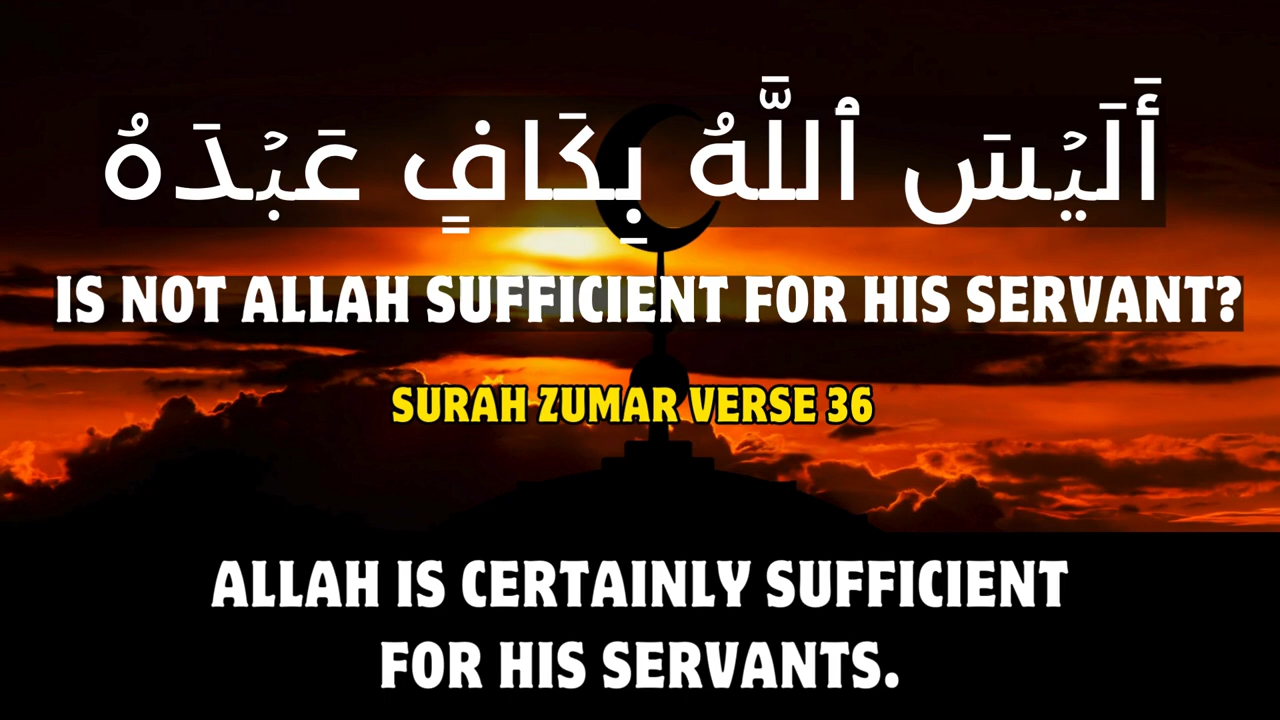 أَلَيۡسَ ٱللَّهُ بِكَافٍ عَبۡدَهُ
IS NOT ALLAH SUFFICIENT FOR HIS SERVANT?
SURAH ZUMAR VERSE 36
ALLAH IS CERTAINLY SUFFICIENT
FOR HIS SERVANTS.